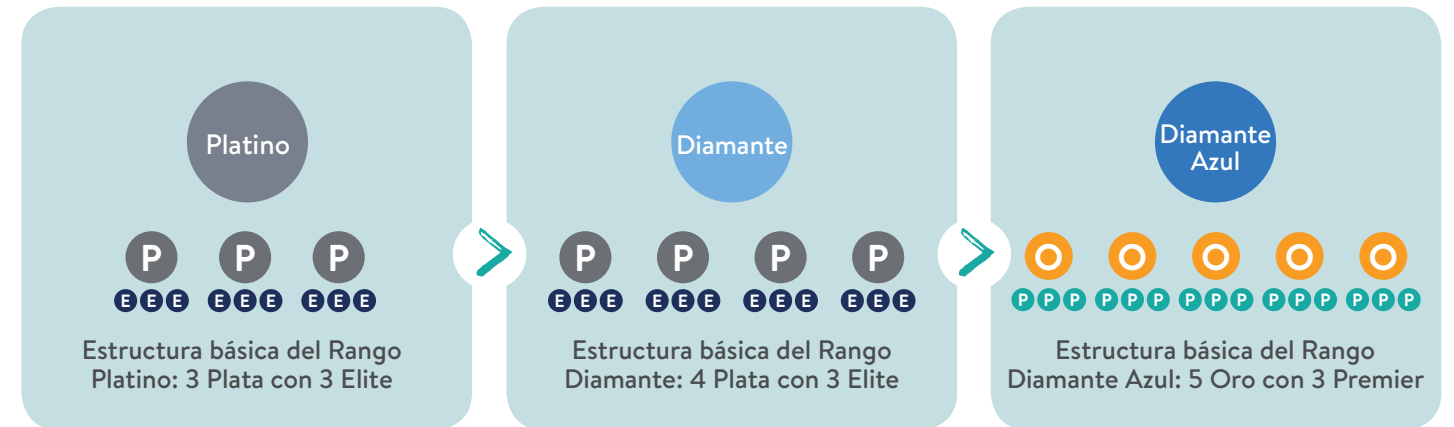 Platino
P P P
E E E E E E E E E
Estructura básica del Rango
Platino: 3 Plata con 3 Elite
Diamante
P P P P
E E E E E E E E E E E E
Estructura básica del Rango
Diamante: 4 Plata con 3 Elite
Diamante
Azul
O O O O O
P P P P P P P P P P P P P P P
Estructura básica del Rango
Diamante Azul: 5 Oro con 3 Premier